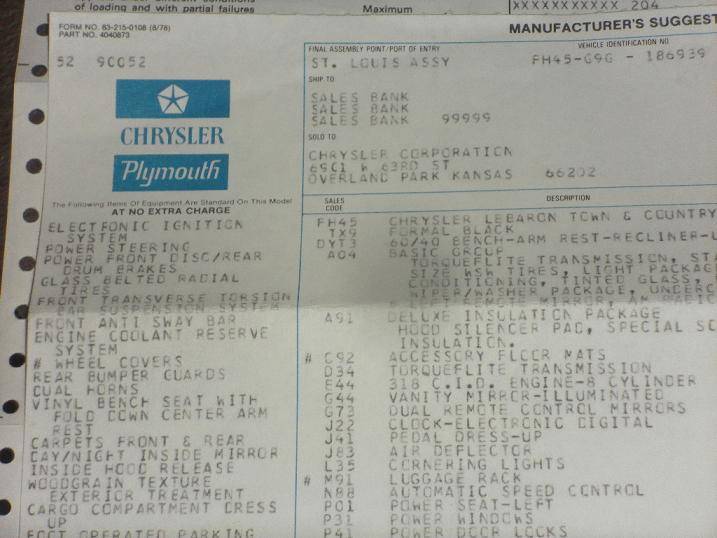 of loading and with partial failures
Maximum
XXXXXXXXXXX 204
FORM NO. 83-215-0108 (8/78)
PART NO. 4040873
MANUFACTURER'S SUGGEST
52 90052
CHRYSLER
Plymouth
The Following Items Of Equipment Are Standard On This Model
AT NO EXTRA CHARGE
ELECTRONIC IGNITION
SYSTEM
POWER STEERING
POWER FRONT DISC/REAR
DRUM BRAKES
GLASS BELTED RADIAL
TIRES
FRONT TRANSVERSE TORSION
BAR SUSPENSION SYSTEM
FRONT ANTI SWAY BAR
ENGINE COOLANT RESERVE
SYSTEM
# WHEEL COVERS
REAR BUMPER GUARDS
DUAL HORNS
VINYL BENCH SEAT WITH
FOLD DOWN CENTER ARM
REST
CARPETS FRONT & REAR
DAY/NIGHT INSIDE MIRROR
INSIDE HOOD RELEASE
WOODGRAIN TEXTURE
EXTERIOR TREATMENT
CARGO COMPARTMENT DRESS
UP
FOOT OPERATED PARKING
FINAL ASSEMBLY POINT/PORT OF ENTRY
ST. LOUIS ASSY
VEHICLE IDENTIFICATION NO.
FH45-G9G - 186939
SHIP TO
SALES BANK
SALES BANK
SALES BANK 99999
SOLD TO
CHRYSLER CORPORATION
6901 W 63RD ST
OVERLAND PARK KANSAS 66202
SALES CODE
DESCRIPTION
FH45 CHRYSLER LEBARON TOWN & COUNTRY
TX9 FORMAL BLACK
DYT3 60/40 BENCH-ARM REST-RECLINER-L
A04 BASIC GROUP
TORQUEFLITE TRANSMISSION, STA
SIZE WSW TIRES, LIGHT PACKAG
CONDITIONING, TINTED GLASS,
WIPER/WASHER PACKAGE, UNDERC
REMOTE MIRROR, AM RADIO
A91 DELUXE INSULATION PACKAGE
HOOD SILENCER PAD, SPECIAL SO
INSULATION.
# C92 ACCESSORY FLOOR MATS
D34 TORQUEFLITE TRANSMISSION
E44 318 C.I.D. ENGINE-8 CYLINDER
G44 VANITY MIRROR-ILLUMINATED
G73 DUAL REMOTE CONTROL MIRRORS
J22 CLOCK-ELECTRONIC DIGITAL
J41 PEDAL DRESS-UP
J83 AIR DEFLECTOR
L35 CORNERING LIGHTS
# M91 LUGGAGE RACK
N88 AUTOMATIC SPEED CONTROL
P01 POWER SEAT-LEFT
P31 POWER WINDOWS
P41 POWER DOOR LOCKS